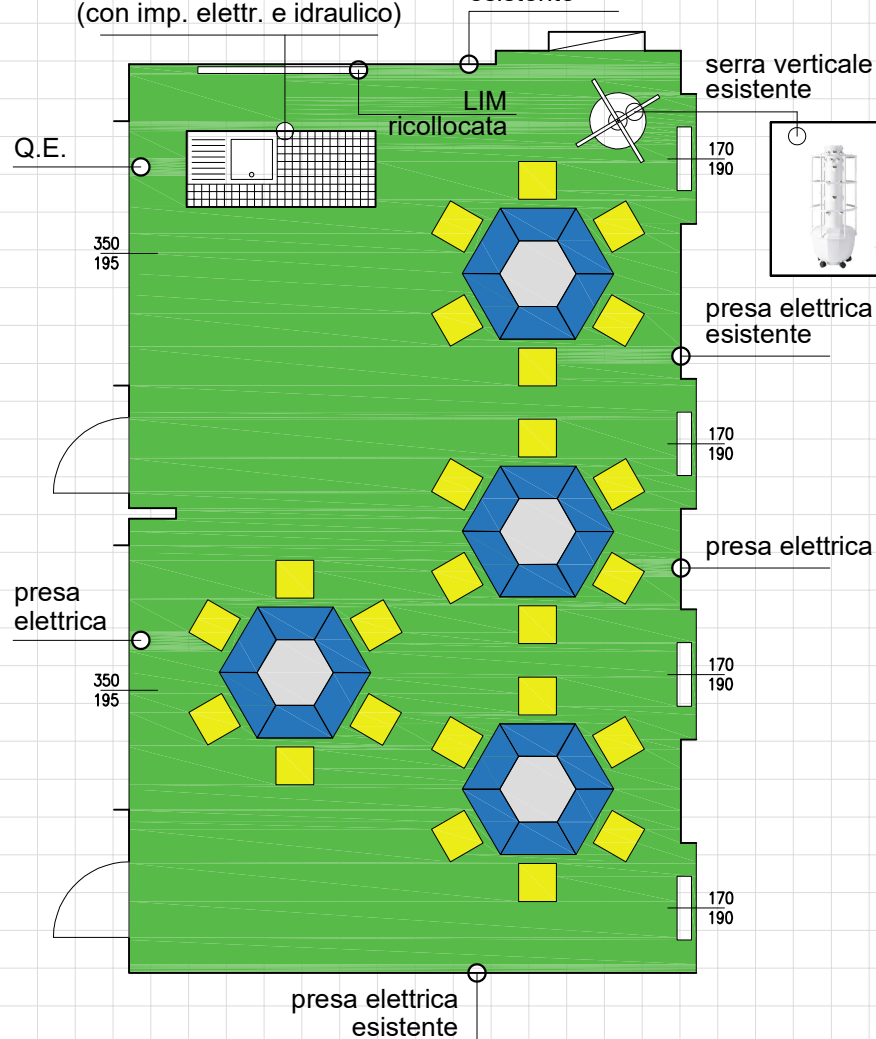 (con imp. elettr. e idraulico)
esistente
serra verticale
esistente
LIM
ricollocata
Q.E.
170
190
350
195
presa elettrica
esistente
170
190
presa elettrica
presa
elettrica
170
190
350
195
170
190
presa elettrica
esistente